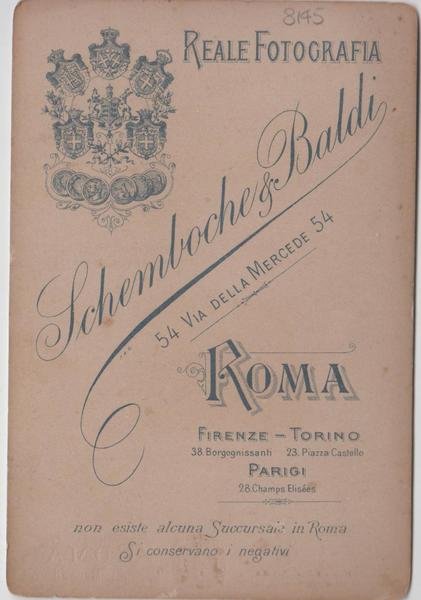 8145
REALE FOTOGRAFIA
Schemboche & Baldi
54 VIA DELLA MERCEDE 54
ROMA
FIRENZE - TORINO
38. Borgognissanti 23. Piazza Castello
PARIGI
28. Champs Elisées
non esiste alcuna Succursale in Roma
Si conservano i negativi